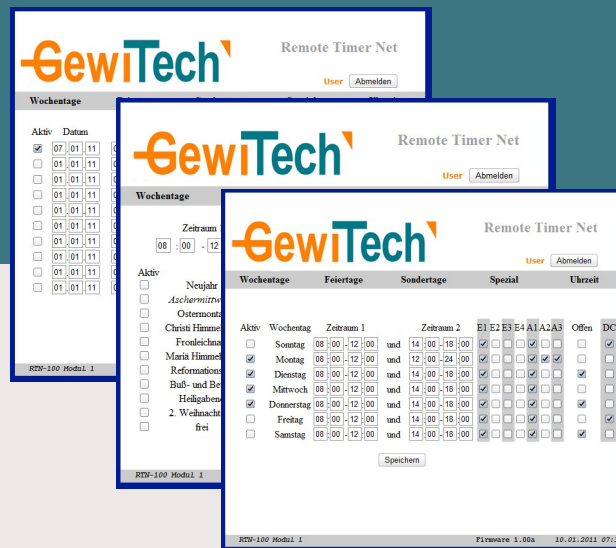 GewiTech
Remote Timer Net
User Abmelden
Wochentage
Aktiv Datum
07 .01 .11
01 .01 .11
01 .01 .11
01 .01 .11
01 .01 .11
01 .01 .11
01 .01 .11
01 .01 .11
01 .01 .11
01 .01 .11
RTN-100 Modul 1
GewiTech
Remote Timer Net
User Abmelden
Wochentage
Zeitraum
08 : 00 - 12
Aktiv
Neujahr
Ostermont
Christi Himme
Fronleichna
Maria Himmel
Reformations
Buß- und Be
Heiligaben
2. Weihnacht
frei
RTN-100 Modul 1
GewiTech
Remote Timer Net
User Abmelden
Wochentage Feiertage Sondertage Spezial Uhrzeit
Aktiv Wochentag Zeitraum 1 Zeitraum 2 E1 E2 E3 E4 A1 A2 A3 Offen DC
Sonntag 08 : 00 - 12 : 00 und 14 : 00 - 18 : 00
Montag 08 : 00 - 12 : 00 und 12 : 00 - 24 : 00
Dienstag 08 : 00 - 12 : 00 und 14 : 00 - 18 : 00
Mittwoch 08 : 00 - 12 : 00 und 14 : 00 - 18 : 00
Donnerstag 08 : 00 - 12 : 00 und 14 : 00 - 18 : 00
Freitag 08 : 00 - 12 : 00 und 14 : 00 - 18 : 00
Samstag 08 : 00 - 12 : 00 und 14 : 00 - 18 : 00
Speichern
RTN-100 Modul 1 Firmware 1.00a 10.01.2011 07: